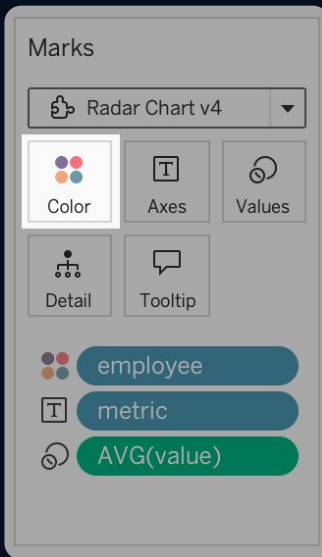 Marks
Radar Chart v4
Color
Axes
Values
Detail
Tooltip
employee
metric
AVG(value)